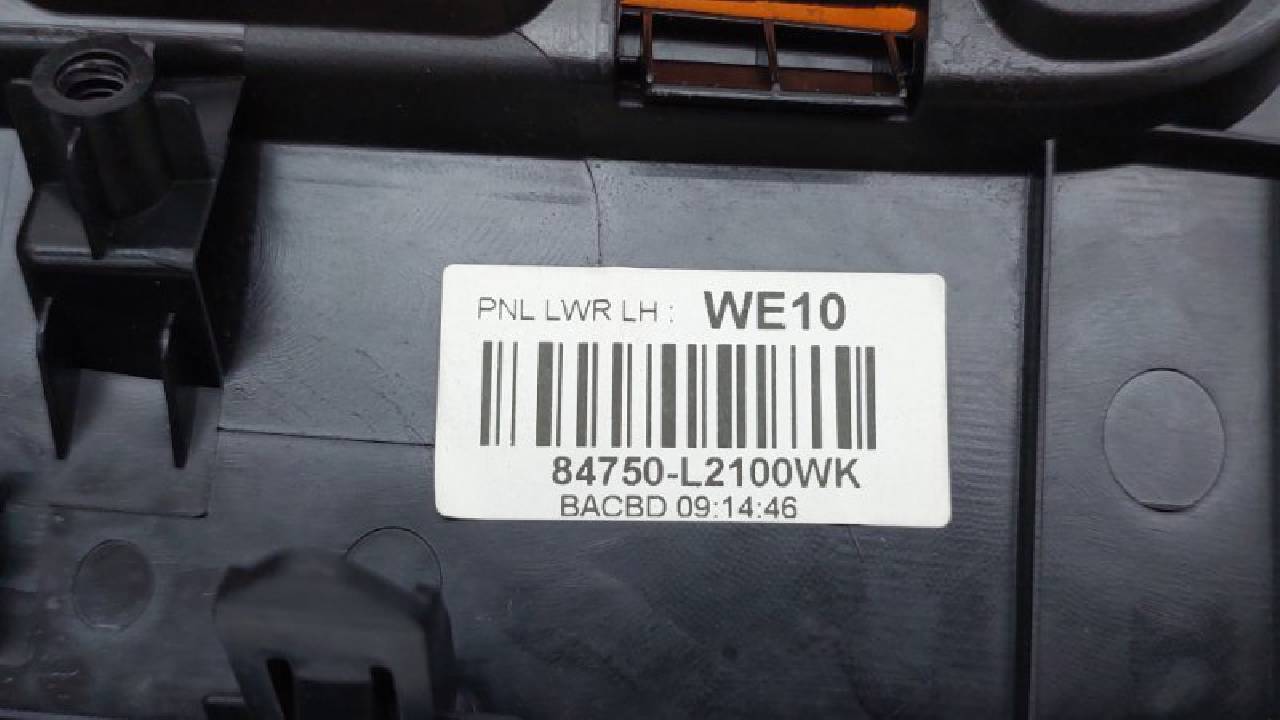 PNL LWR LH : WE10
84750-L2100WK
BACBD 09:14:46